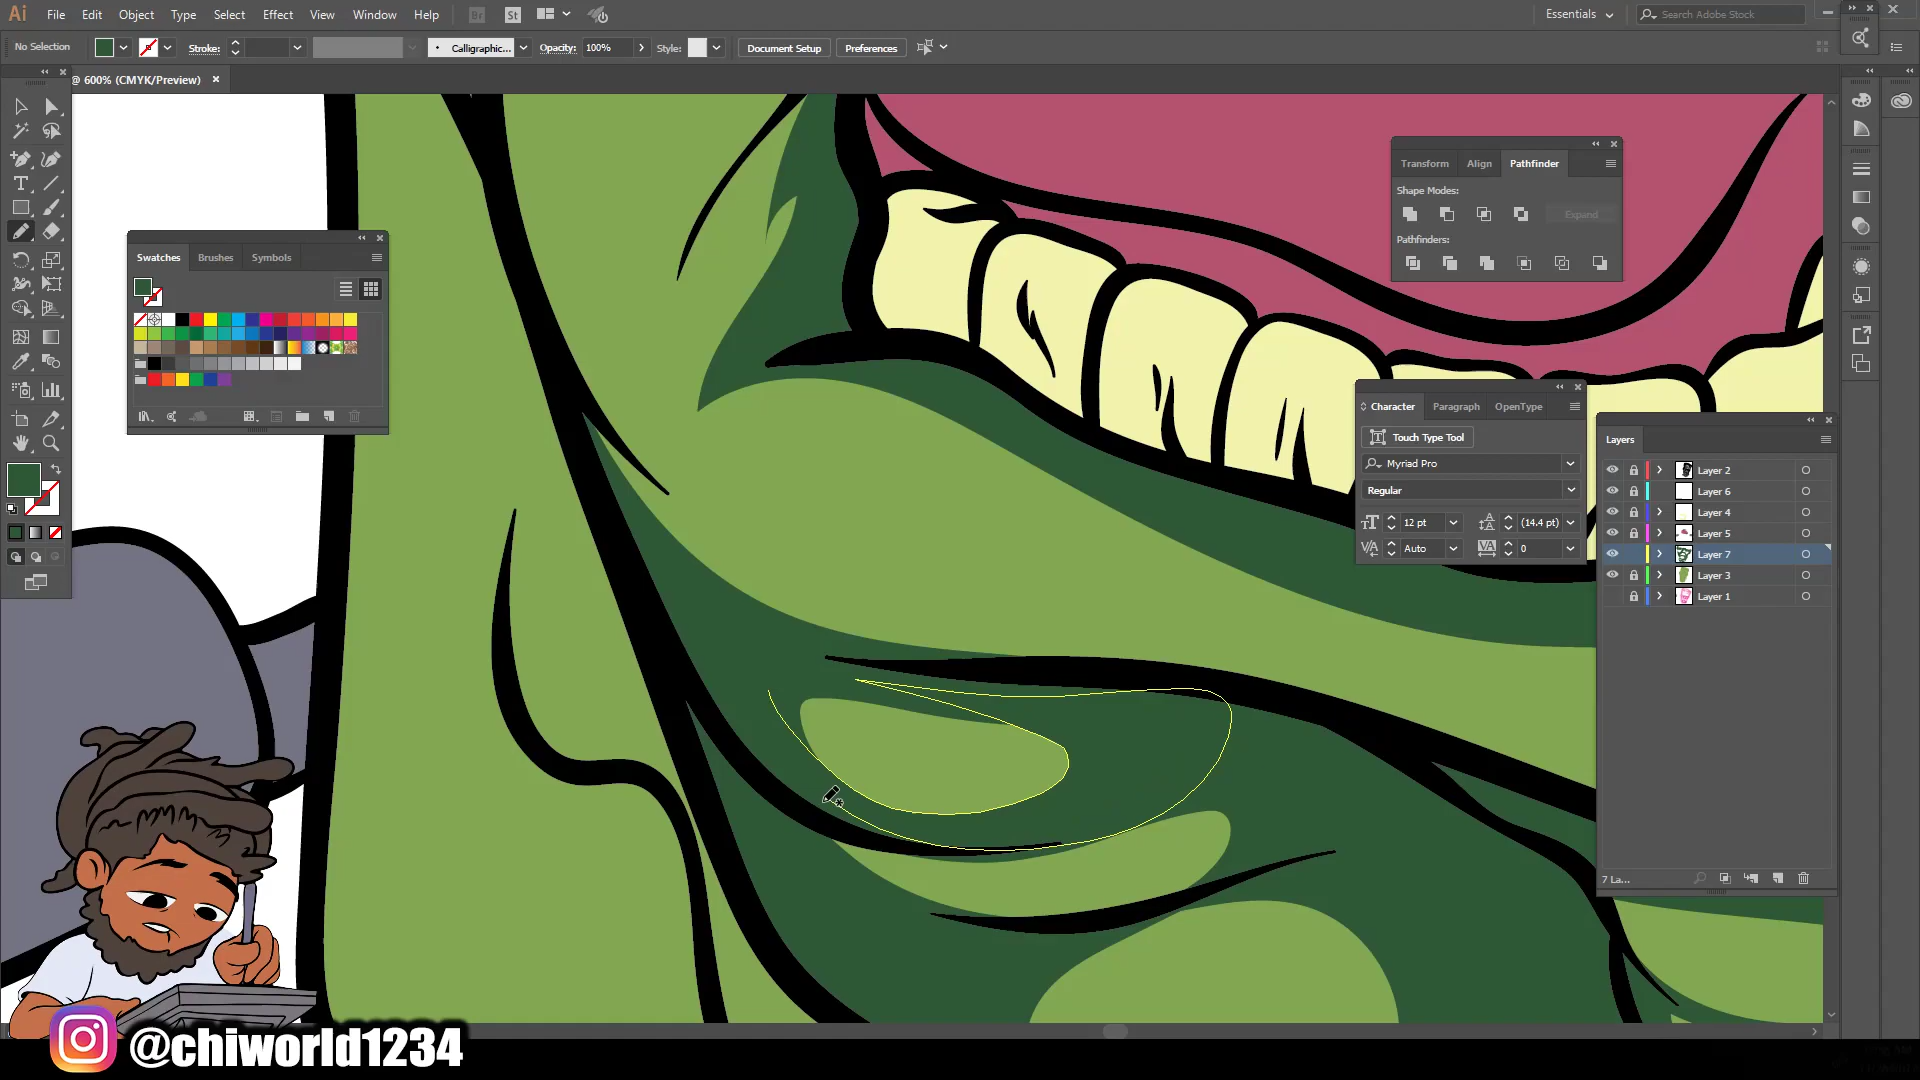 Ai File Edit Object Type Select Effect View Window Help Br St Essentials Search Adobe Stock
No Selection Stroke: Calligraphic... Opacity: 100% Style: Document Setup Preferences
@ 600% (CMYK/Preview)
Transform Align Pathfinder
Shape Modes:
Expand
Pathfinders:
Swatches Brushes Symbols
Character Paragraph OpenType
Touch Type Tool
Myriad Pro
Regular
12 pt (14.4 pt)
Auto 0
Layers
Layer 2
Layer 6
Layer 4
Layer 5
Layer 7
Layer 3
Layer 1
7 La...
@chiworld1234